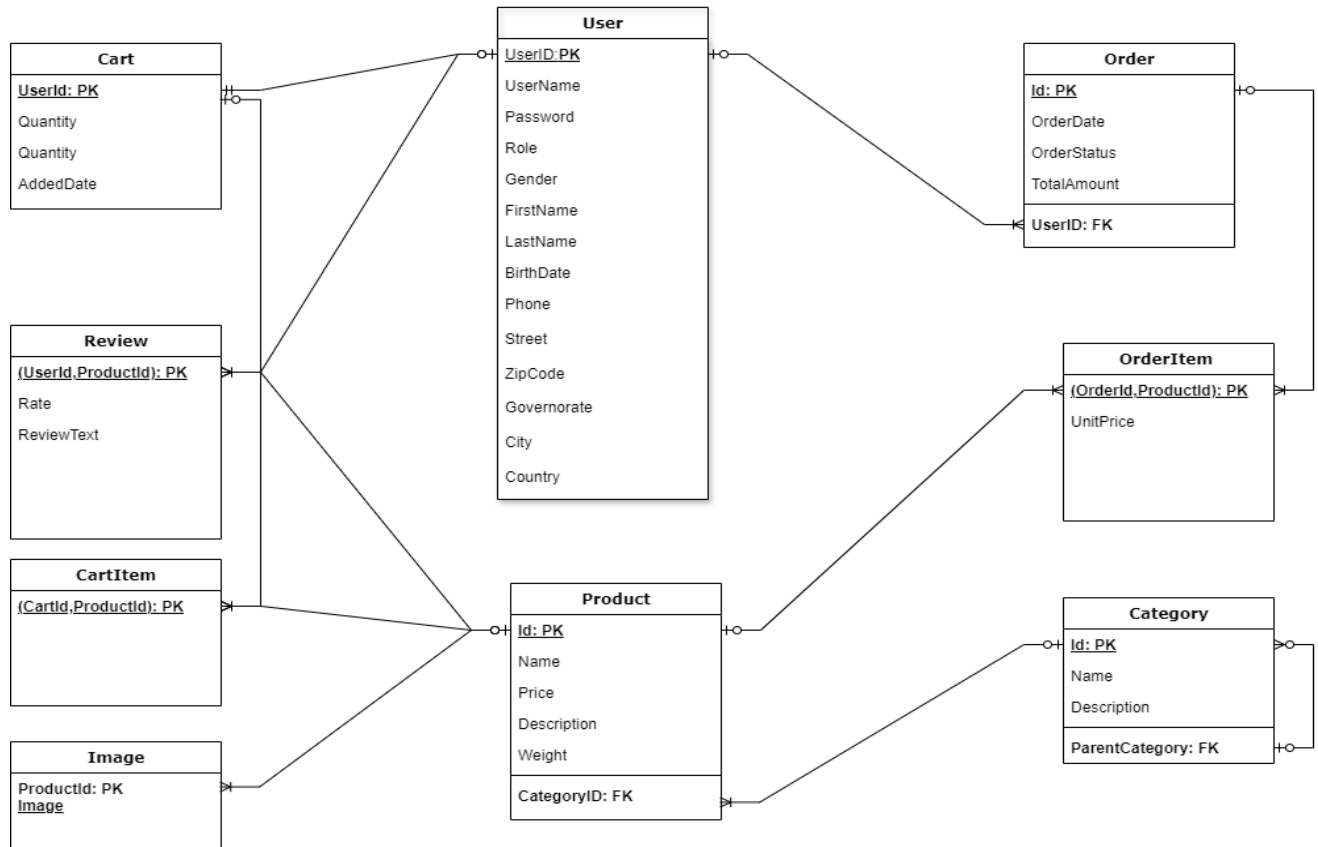 User
UserID:PK
UserName
Password
Role
Gender
FirstName
LastName
BirthDate
Phone
Street
ZipCode
Governorate
City
Country
Cart
UserId: PK
Quantity
Quantity
AddedDate
Order
Id: PK
OrderDate
OrderStatus
TotalAmount
UserID: FK
Review
(UserId,ProductId): PK
Rate
ReviewText
OrderItem
(OrderId,ProductId): PK
UnitPrice
CartItem
(CartId,ProductId): PK
Product
Id: PK
Name
Price
Description
Weight
CategoryID: FK
Category
Id: PK
Name
Description
ParentCategory: FK
Image
ProductId: PK
Image